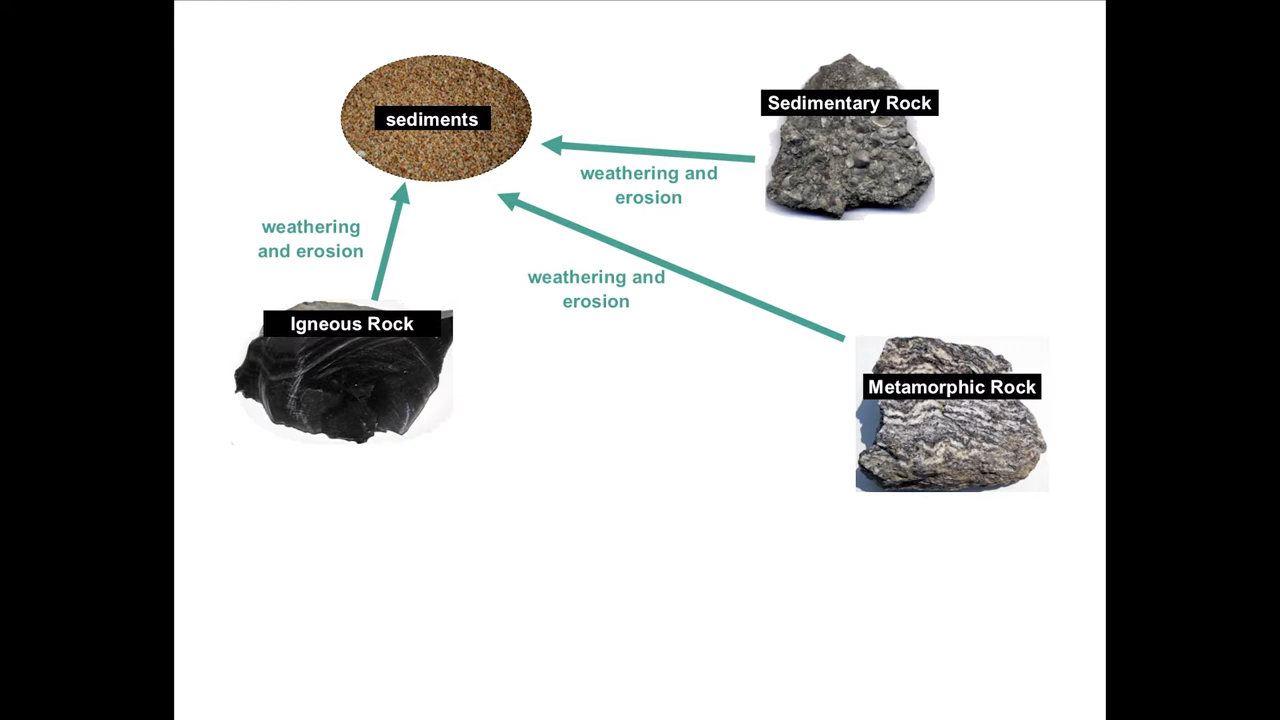 Sedimentary Rock
sediments
weathering and
erosion
weathering
and erosion
weathering and
erosion
Igneous Rock
Metamorphic Rock